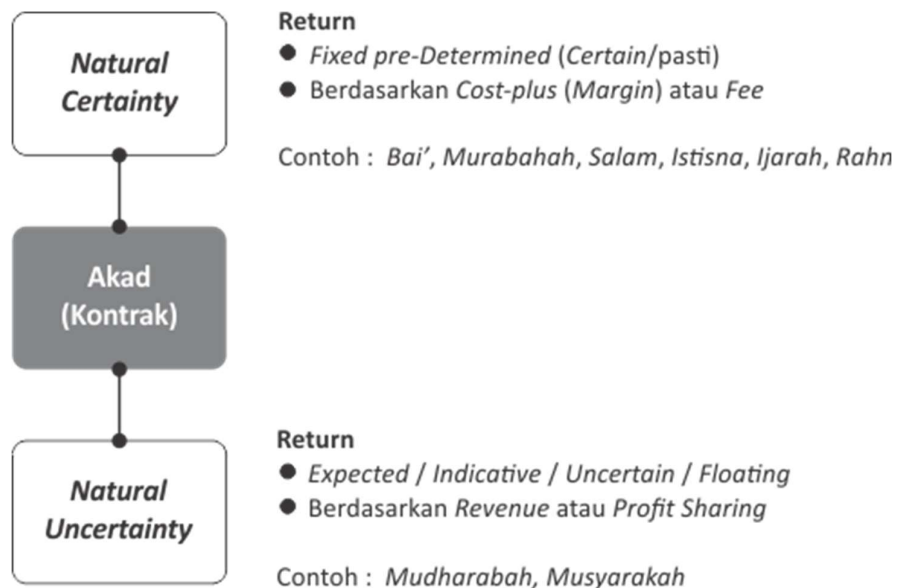 Natural
Certainty
Return
● Fixed pre-Determined (Certain/pasti)
● Berdasarkan Cost-plus (Margin) atau Fee
Contoh : Bai’, Murabahah, Salam, Istisna, Ijarah, Rahn
Akad
(Kontrak)
Natural
Uncertainty
Return
● Expected / Indicative / Uncertain / Floating
● Berdasarkan Revenue atau Profit Sharing
Contoh : Mudharabah, Musyarakah